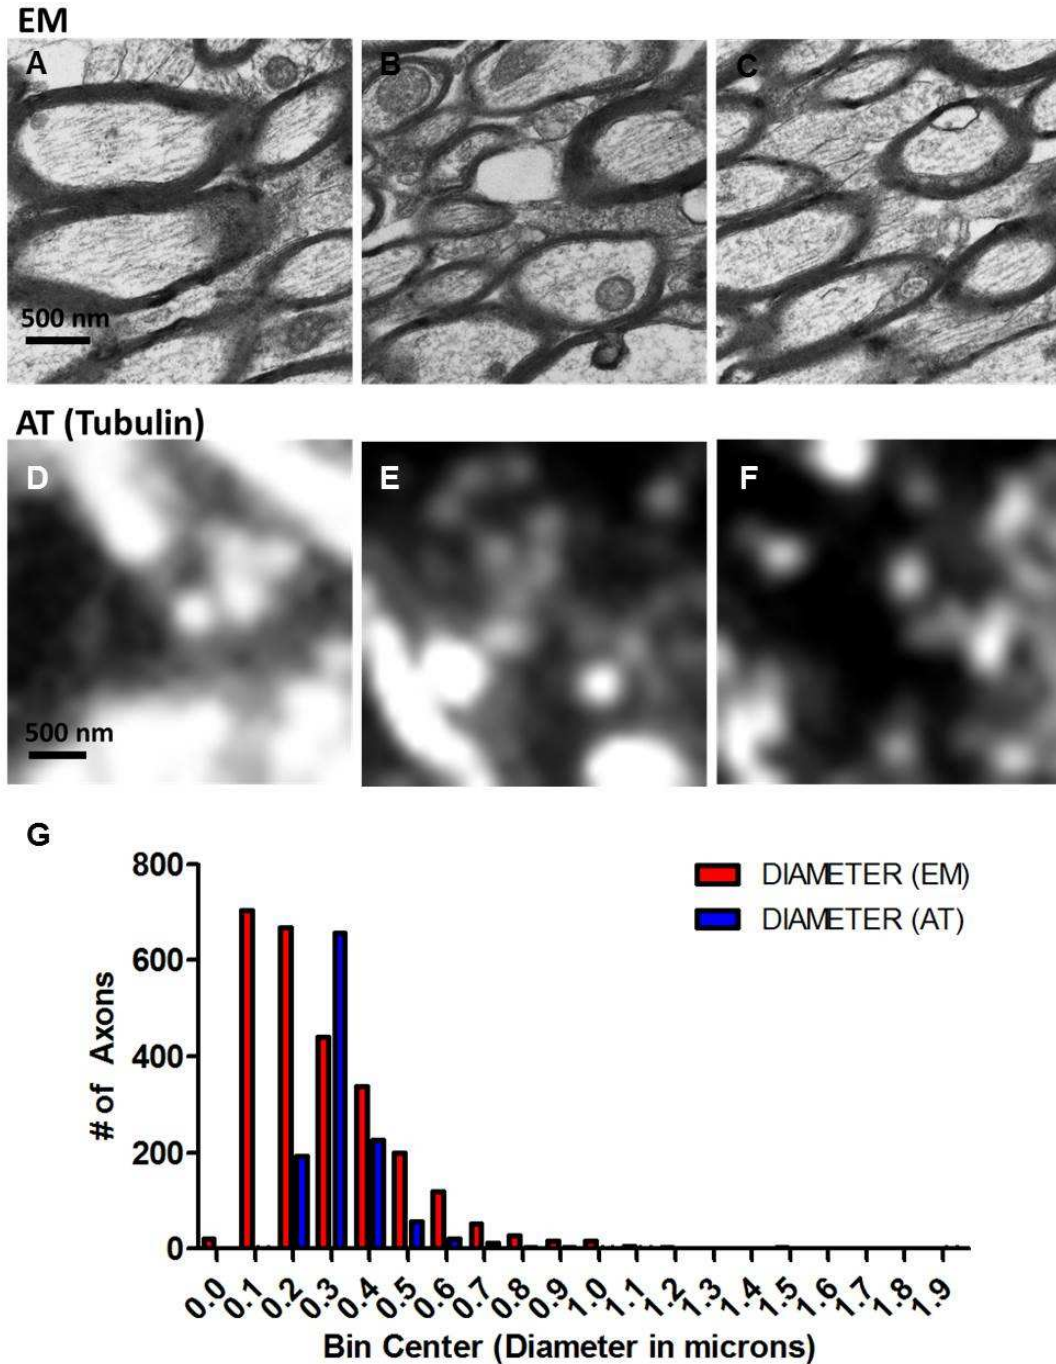 EM
A
B
C
500 nm
AT (Tubulin)
D
E
F
500 nm
G
800
600
400
200
0
# of Axons
DIAMETER (EM)
DIAMETER (AT)
0.0 0.1 0.2 0.3 0.4 0.5 0.6 0.7 0.8 0.9 1.0 1.1 1.2 1.3 1.4 1.5 1.6 1.7 1.8 1.9
Bin Center (Diameter in microns)